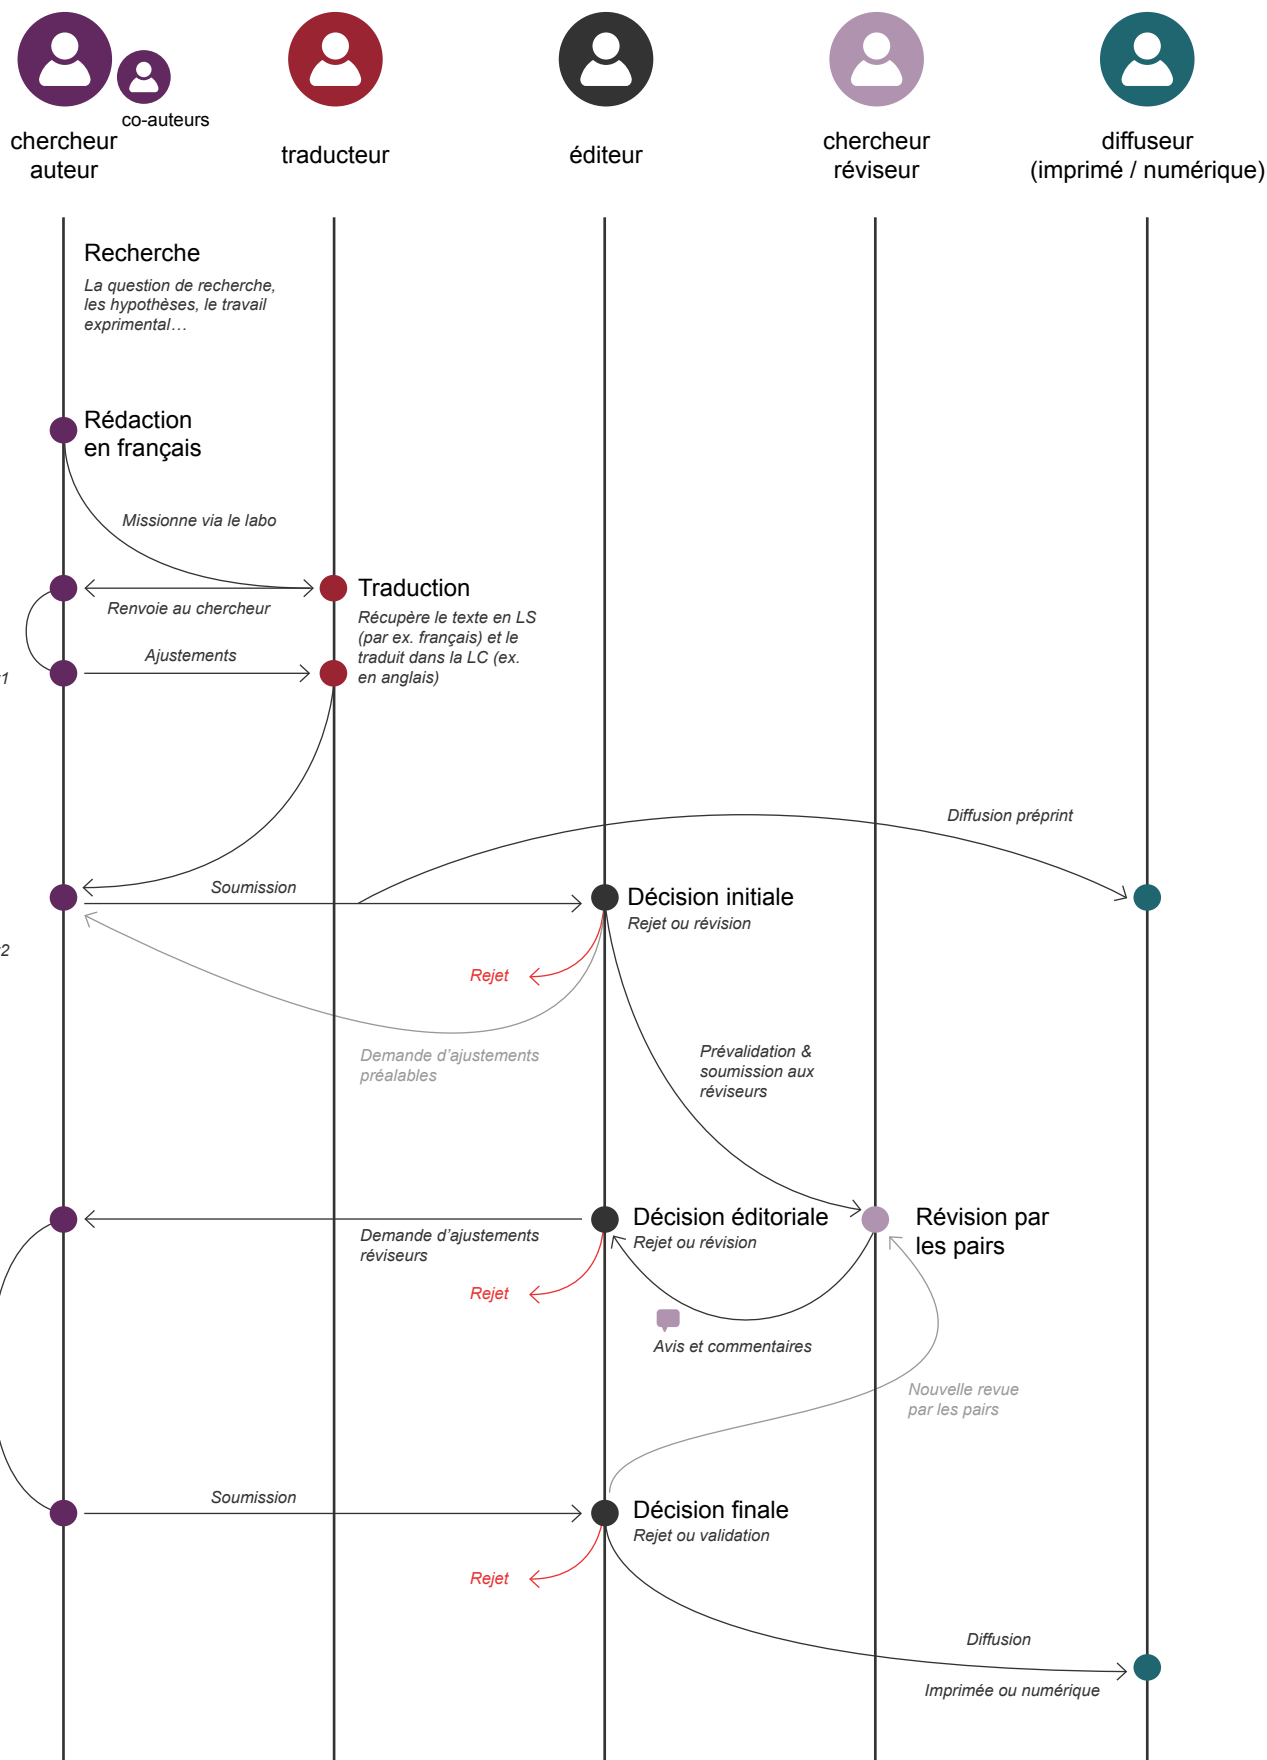 co-auteurs
chercheur
auteur
traducteur
éditeur
chercheur
réviseur
diffuseur
(imprimé / numérique)
Recherche
La question de recherche,
les hypothèses, le travail
exprimental…
Rédaction
en français
Missionne via le labo
Renvoie au chercheur
Traduction
Récupère le texte en LS
(par ex. français) et le
traduit dans la LC (ex.
en anglais)
Ajustements
1
Diffusion préprint
Soumission
Décision initiale
Rejet ou révision
2
Rejet
Demande d’ajustements
préalables
Prévalidation &
soumission aux
réviseurs
Demande d’ajustements
réviseurs
Décision éditoriale
Rejet ou révision
Révision par
les pairs
Rejet
Avis et commentaires
Nouvelle revue
par les pairs
Soumission
Décision finale
Rejet ou validation
Rejet
Diffusion
Imprimée ou numérique